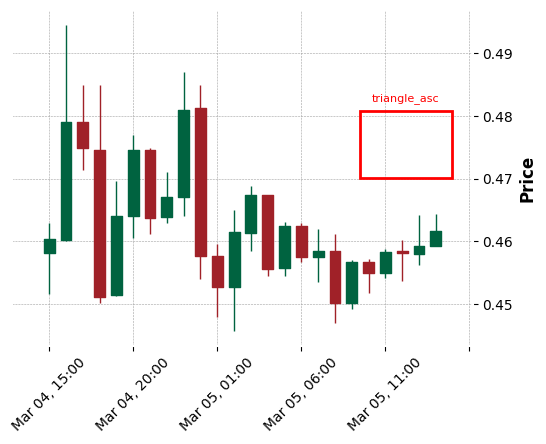 0.49
triangle_asc
0.48
0.47
0.46
0.45
Price
Mar 04, 15:00
Mar 04, 20:00
Mar 05, 01:00
Mar 05, 06:00
Mar 05, 11:00